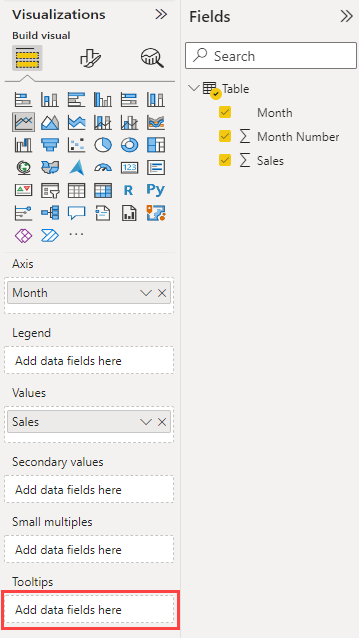 Visualizations
Build visual
123
R
Py
Axis
Month
Legend
Add data fields here
Values
Sales
Secondary values
Add data fields here
Small multiples
Add data fields here
Tooltips
Add data fields here
Fields
Search
Table
Month
∑ Month Number
∑ Sales